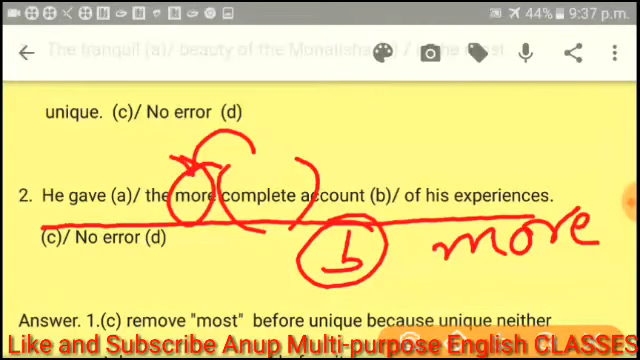 44% 9:37 p.m.
2. The tranquil (a)/ beauty of the Monalisha
unique. (c)/ No error (d)
2. He gave (a)/ the more complete account (b)/ of his experiences.
(c)/ No error (d)
b more
Answer. 1.(c) remove "most" before unique because unique neither
Like and Subscribe Anup Multi-purpose English CLASSES